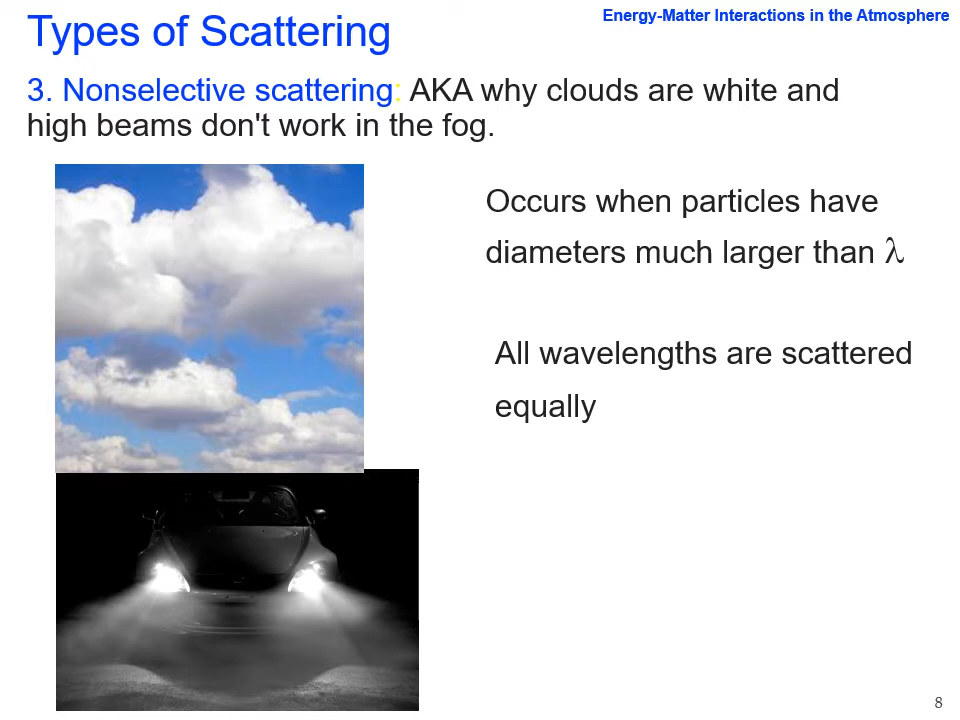 Types of Scattering
Energy-Matter Interactions in the Atmosphere
3. Nonselective scattering: AKA why clouds are white and
high beams don't work in the fog.
Occurs when particles have
diameters much larger than λ
All wavelengths are scattered
equally
8